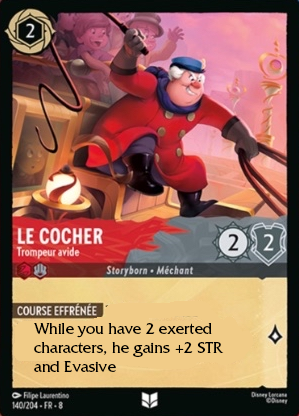 2
LE COCHER
Trompeur avide
2
2
Storyborn • Méchant
COURSE EFFRÉNÉE
While you have 2 exerted
characters, he gains +2 STR
and Evasive
Filipe Laurentino
140/204 • FR • 8
Disney Lorcana
©Disney